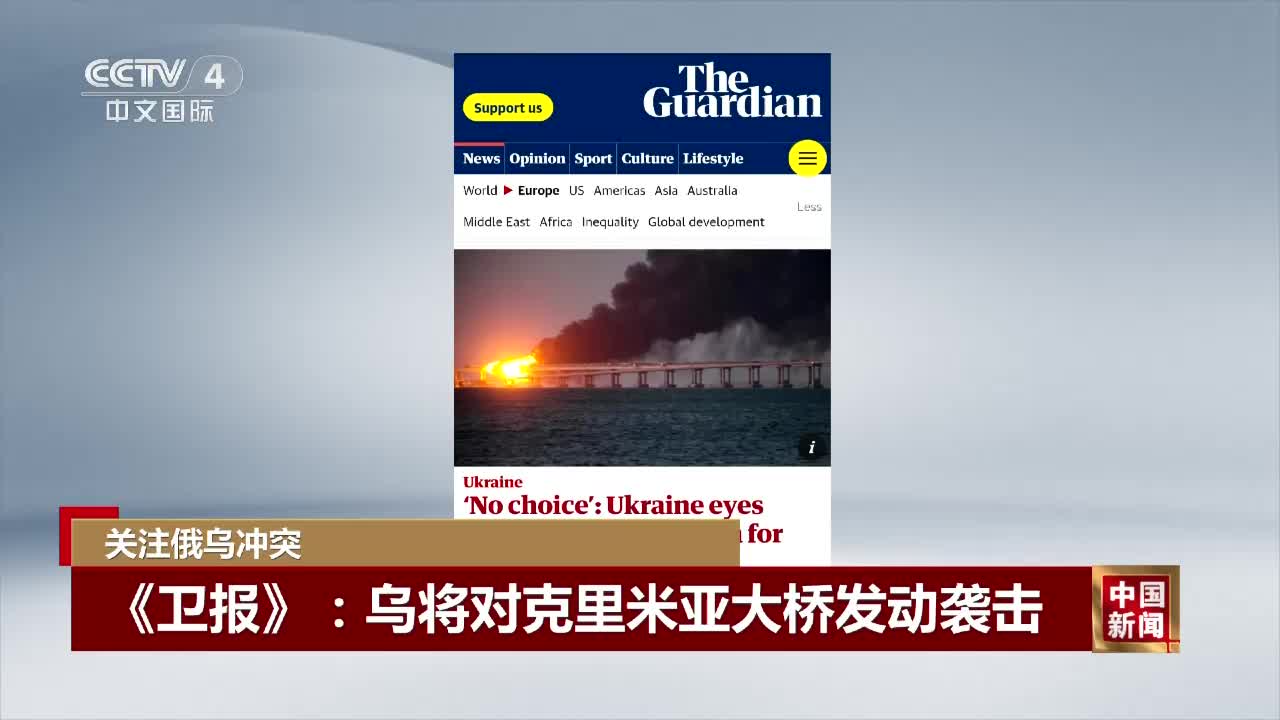 CCTV 4
中文国际
The
Guardian
Support us
News Opinion Sport Culture Lifestyle
World Europe US Americas Asia Australia
Less
Middle East Africa Inequality Global development
i
Ukraine
‘No choice’: Ukraine eyes
for
关注俄乌冲突
《卫报》：乌将对克里米亚大桥发动袭击
中国
新闻